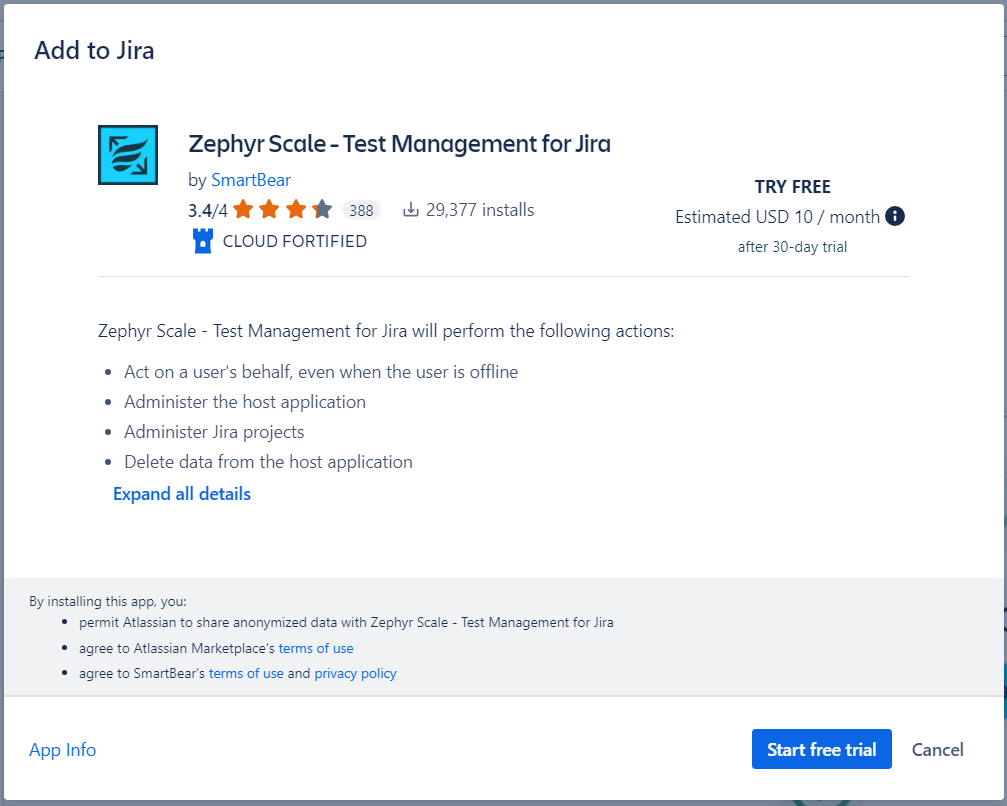 Add to Jira
Zephyr Scale - Test Management for Jira
by SmartBear
3.4/4 388 29,377 installs
CLOUD FORTIFIED
TRY FREE
Estimated USD 10 / month
after 30-day trial
Zephyr Scale - Test Management for Jira will perform the following actions:
• Act on a user's behalf, even when the user is offline
• Administer the host application
• Administer Jira projects
• Delete data from the host application
Expand all details
By installing this app, you:
• permit Atlassian to share anonymized data with Zephyr Scale - Test Management for Jira
• agree to Atlassian Marketplace's terms of use
• agree to SmartBear's terms of use and privacy policy
App Info
Start free trial
Cancel